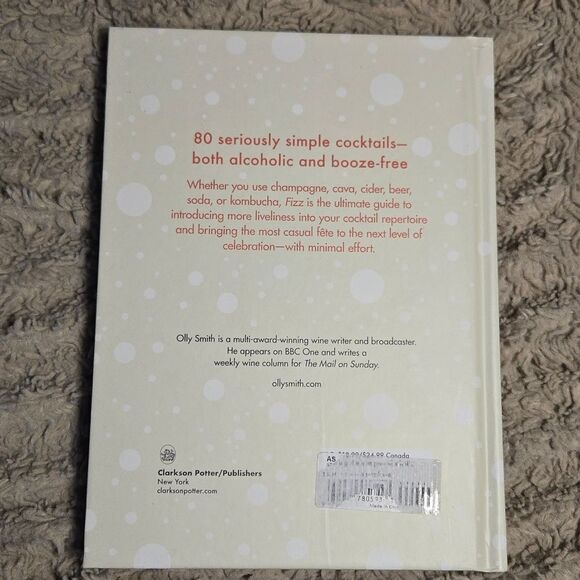 80 seriously simple cocktails—
both alcoholic and booze-free
Whether you use champagne, cava, cider, beer,
soda, or kombucha, Fizz is the ultimate guide to
introducing more liveliness into your cocktail repertoire
and bringing the most casual fête to the next level of
celebration—with minimal effort.
Olly Smith is a multi-award-winning wine writer and broadcaster.
He appears on BBC One and writes a
weekly wine column for The Mail on Sunday.
ollysmith.com
Clarkson Potter/Publishers
New York
clarksonpotter.com
/$24.99 Canada
AS
780593
Made in